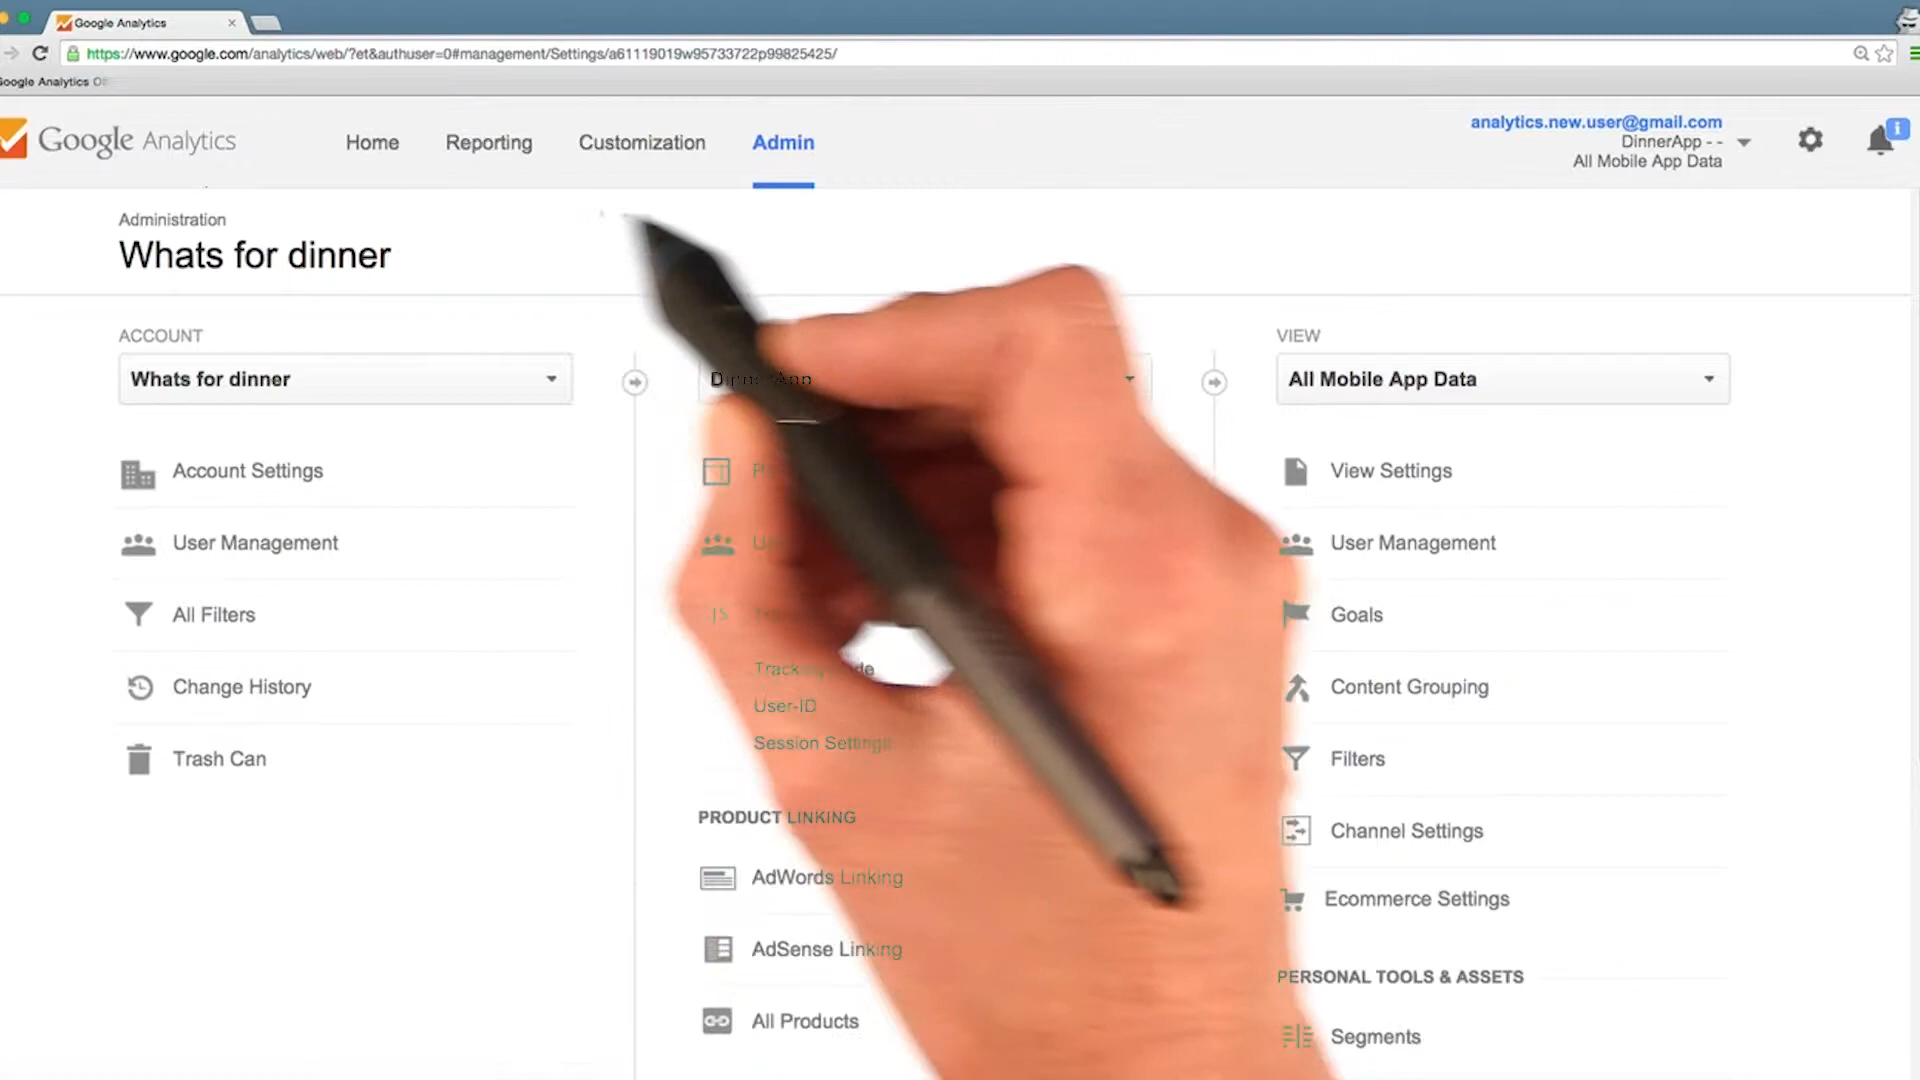 Google Analytics
https://www.google.com/analytics/web/?et&authuser=0#management/Settings/a61119019w95733722p99825425/
Google Analytics
Google Analytics
Home
Reporting
Customization
Admin
analytics.new.user@gmail.com
DinnerApp - -
All Mobile App Data
i
Administration
Whats for dinner
ACCOUNT
Whats for dinner
Account Settings
User Management
All Filters
Change History
Trash Can
User-ID
Session Settings
PRODUCT LINKING
AdWords Linking
AdSense Linking
All Products
VIEW
All Mobile App Data
View Settings
User Management
Goals
Content Grouping
Filters
Channel Settings
Ecommerce Settings
PERSONAL TOOLS & ASSETS
Segments